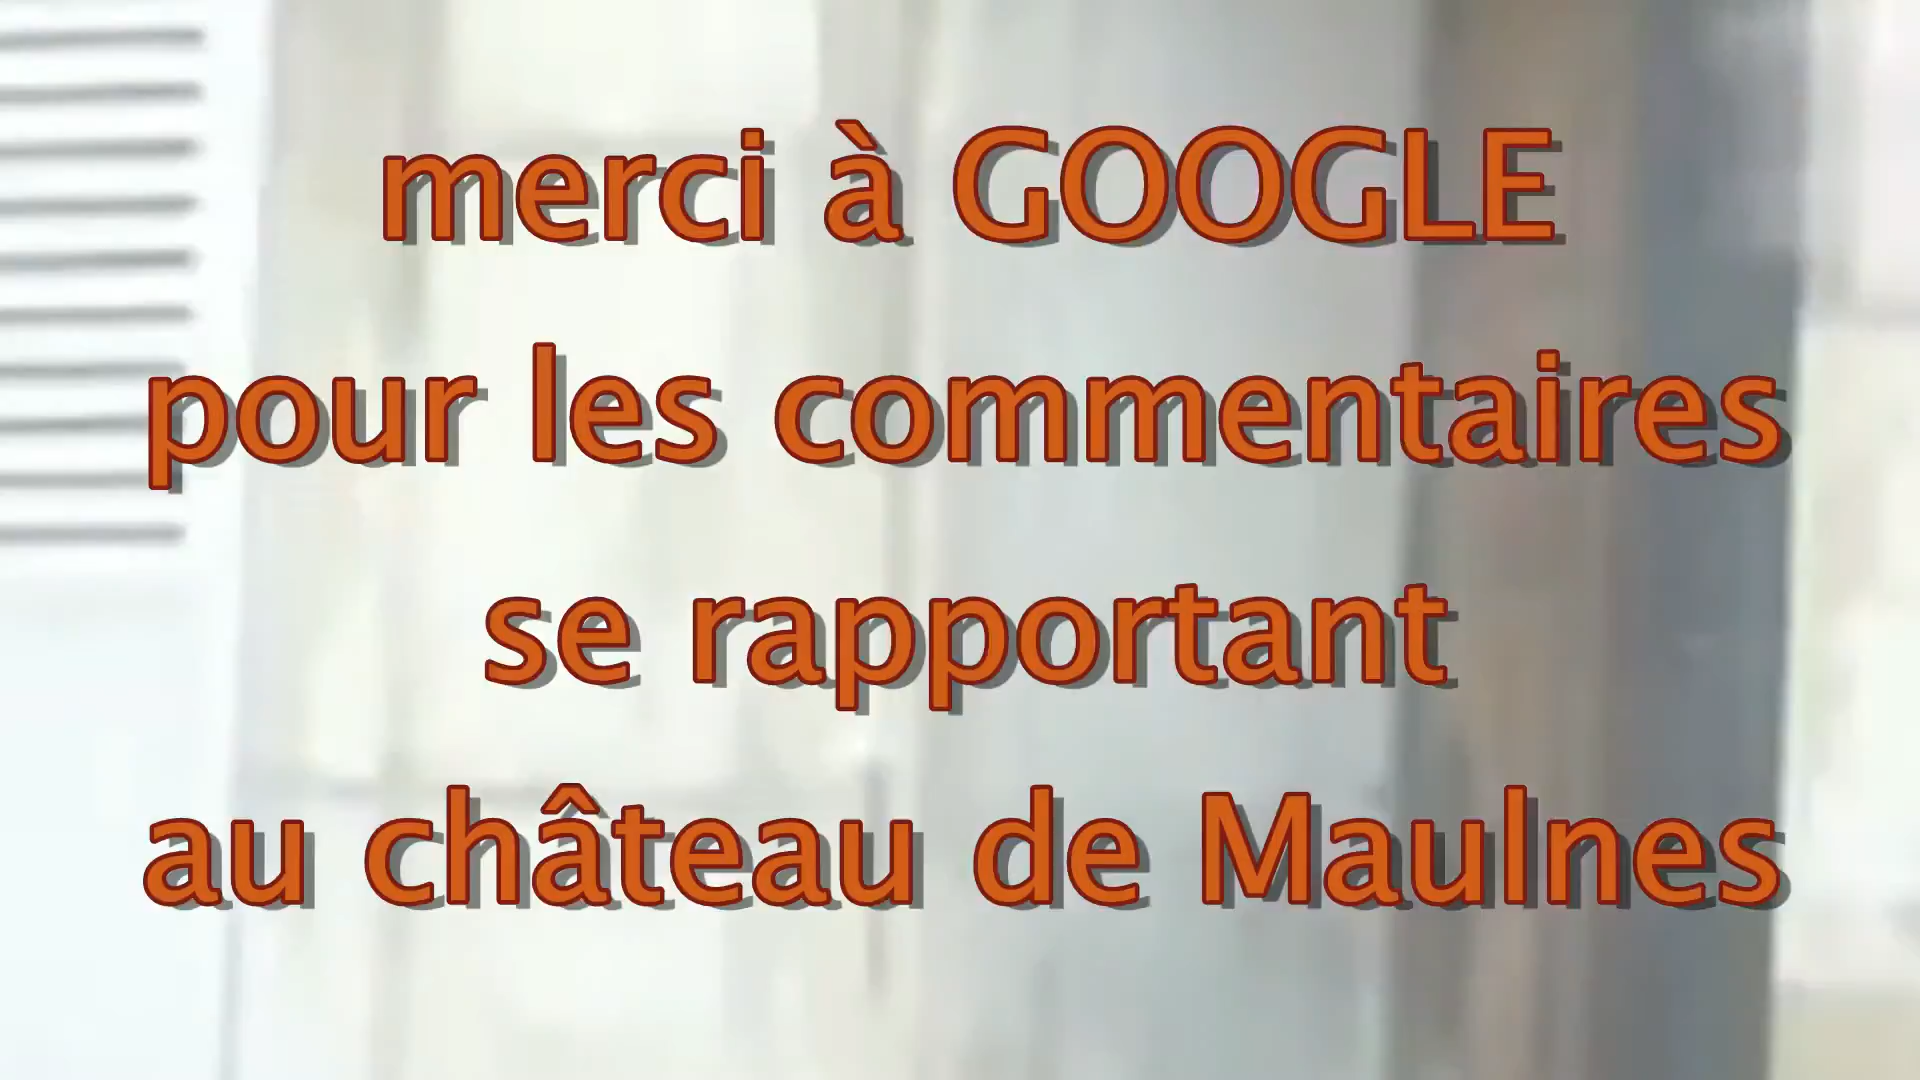 merci à GOOGLE
pour les commentaires
se rapportant
au château de Maulnes